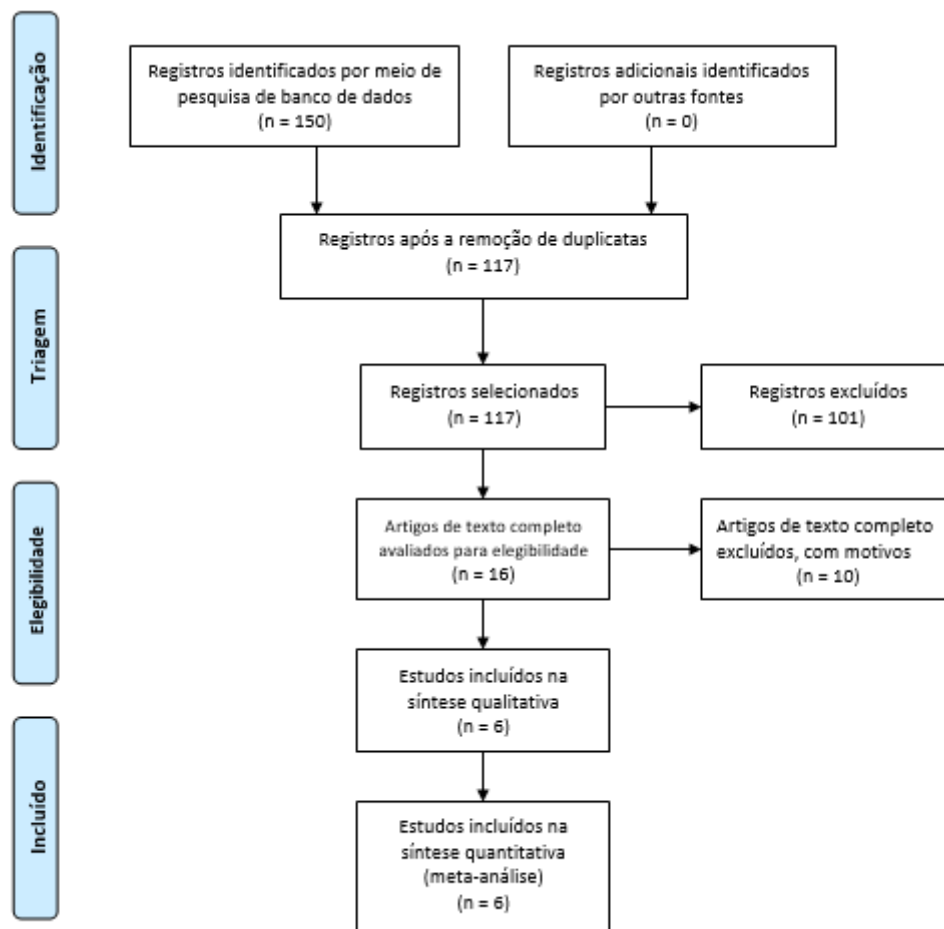 Identificação
Registros identificados por meio de
pesquisa de banco de dados
(n = 150)
Registros adicionais identificados
por outras fontes
(n = 0)
Registros após a remoção de duplicatas
(n = 117)
Triagem
Registros selecionados
(n = 117)
Registros excluídos
(n = 101)
Elegibilidade
Artigos de texto completo
avaliados para elegibilidade
(n = 16)
Artigos de texto completo
excluídos, com motivos
(n = 10)
Estudos incluídos na
síntese qualitativa
(n = 6)
Incluído
Estudos incluídos na
síntese quantitativa
(meta-análise)
(n = 6)